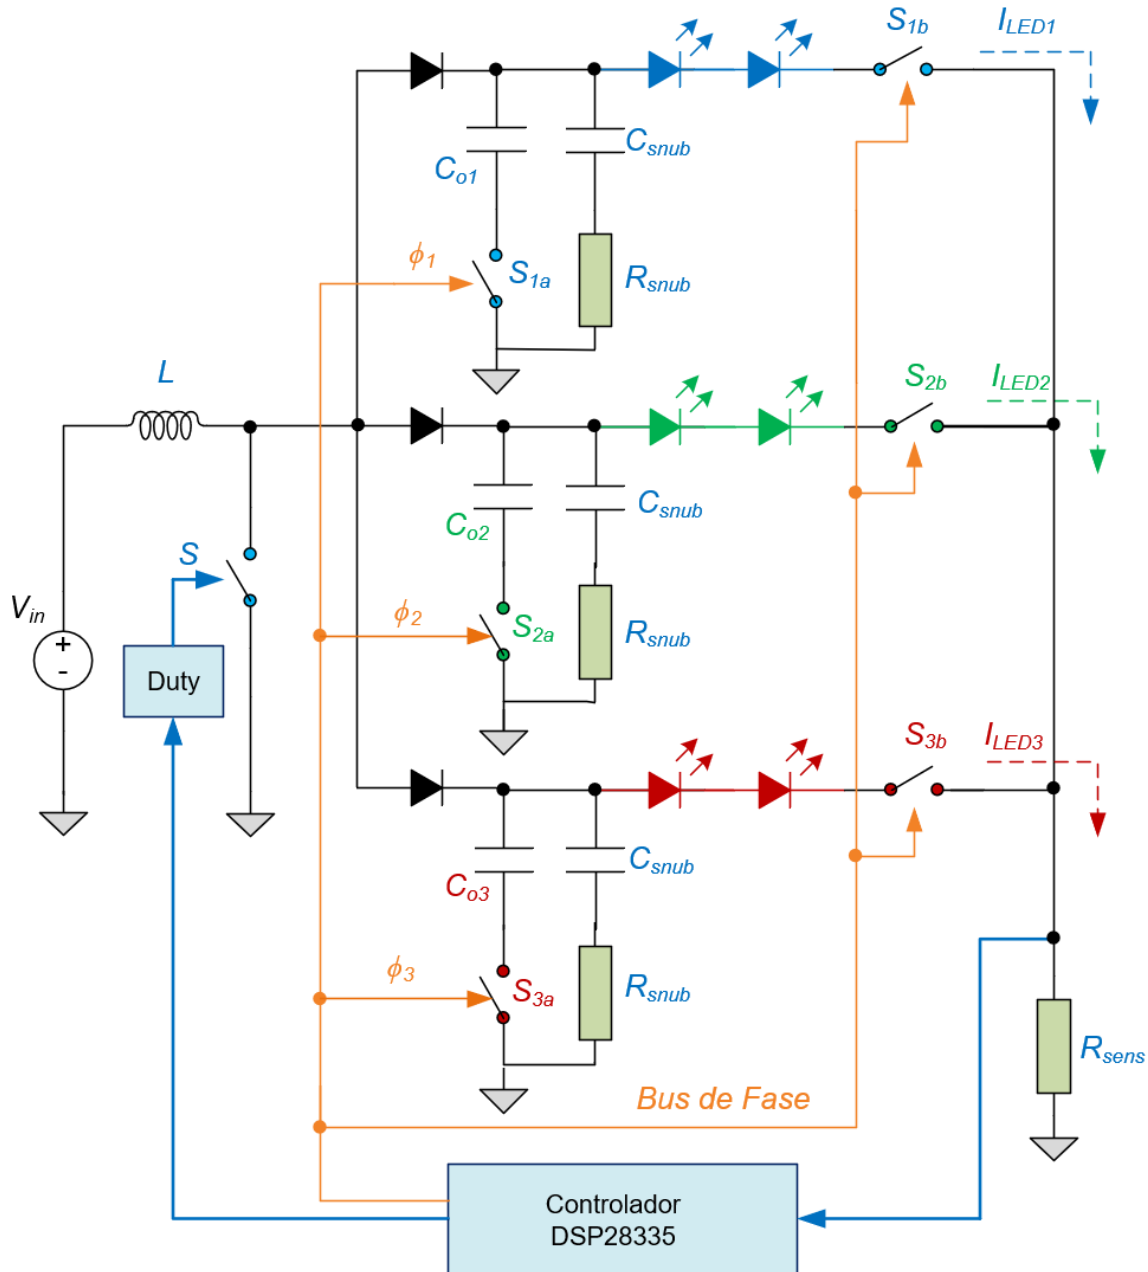 S1b
ILED1
Csnub
Co1
ϕ1
S1a
Rsnub
L
S2b
ILED2
Csnub
Co2
S
Vin
+
-
ϕ2
S2a
Rsnub
Duty
S3b
ILED3
Csnub
Co3
ϕ3
S3a
Rsnub
Rsens
Bus de Fase
Controlador
DSP28335